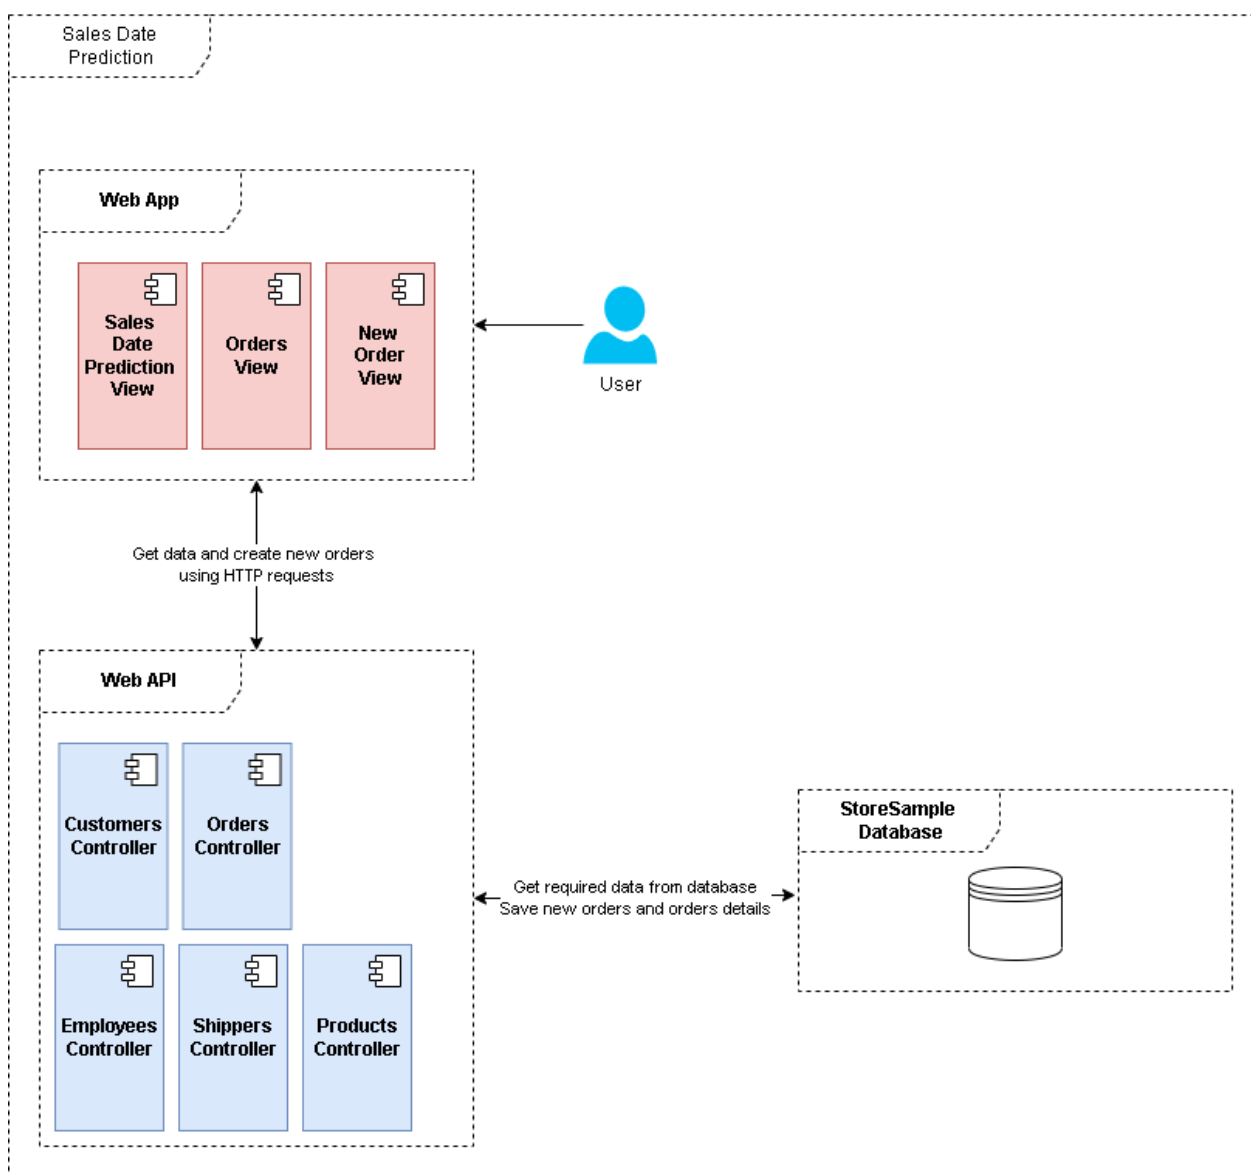 Sales Date
Prediction
Web App
Sales
Date
Prediction
View
Orders
View
New
Order
View
User
Get data and create new orders
using HTTP requests
Web API
Customers
Controller
Orders
Controller
Employees
Controller
Shippers
Controller
Products
Controller
Get required data from database
Save new orders and orders details
StoreSample
Database